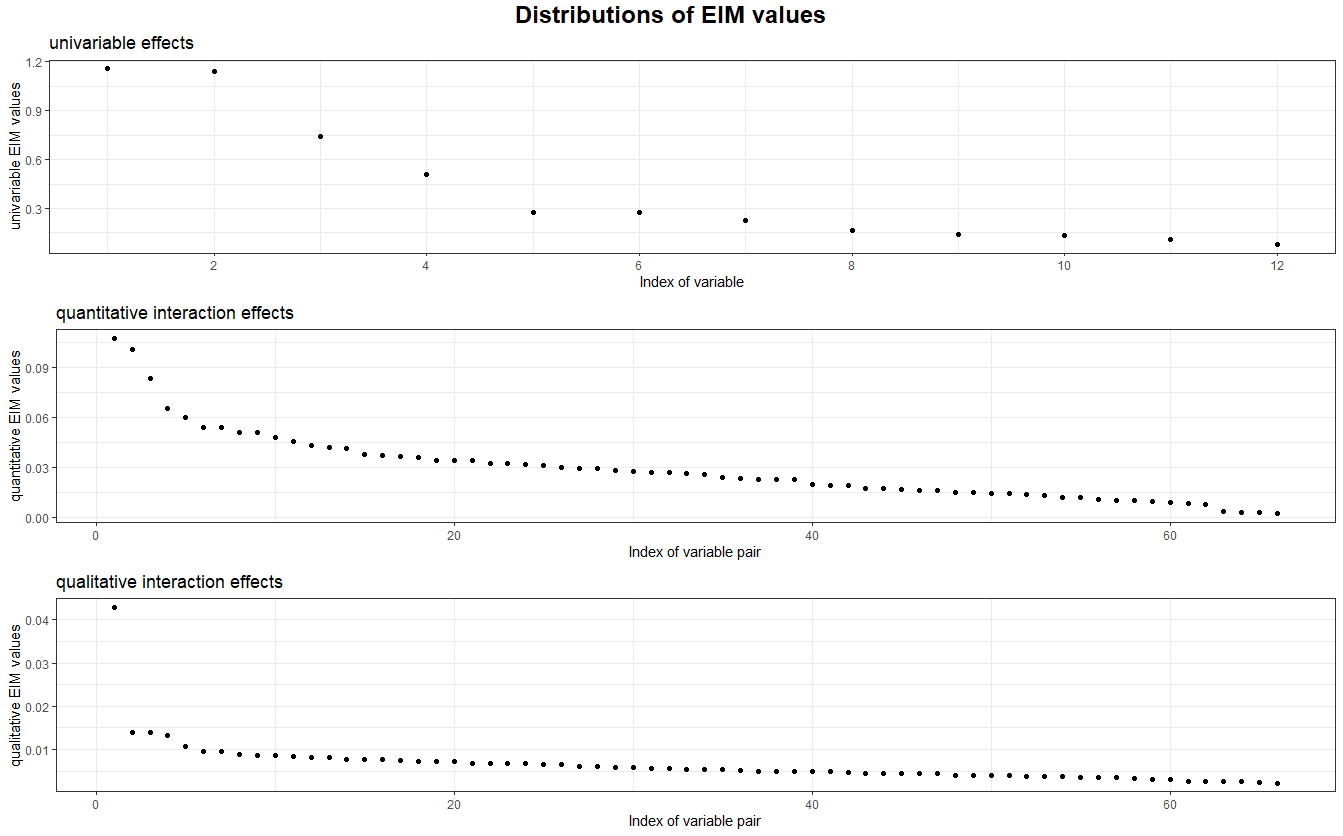 Distributions of EIM values
univariable effects
univariable EIM values
1.2
0.9
0.6
0.3
2
4
6
8
10
12
Index of variable
quantitative interaction effects
quantitative EIM values
0.09
0.06
0.03
0.00
0
20
40
60
Index of variable pair
qualitative interaction effects
qualitative EIM values
0.04
0.03
0.02
0.01
0
20
40
60
Index of variable pair